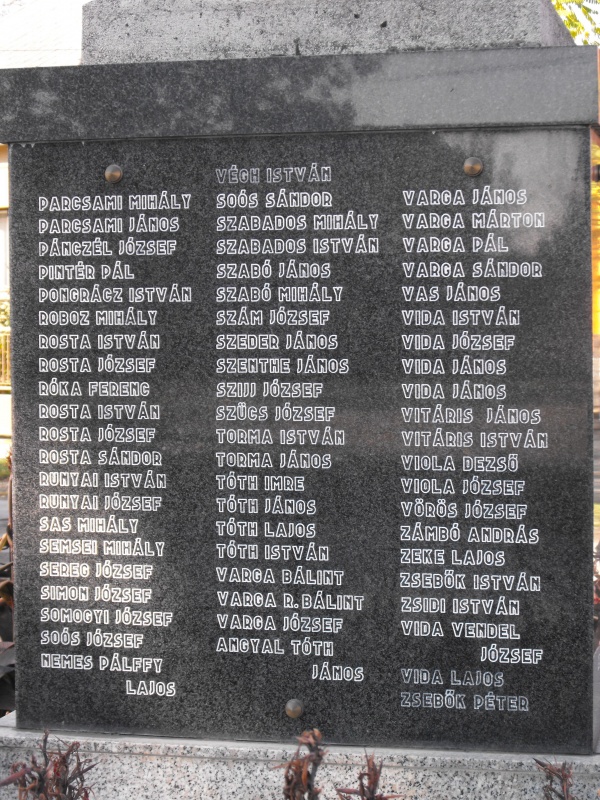 PARCSAMI MIHÁLY
PARCSAMI JÁNOS
PÁNCZÉL JÓZSEF
PINTÉR PÁL
PONGRÁCZ ISTVÁN
ROBOZ MIHÁLY
ROSTA ISTVÁN
ROSTA JÓZSEF
RÓKA FERENC
ROSTA ISTVÁN
ROSTA JÓZSEF
ROSTA SÁNDOR
RUNYAI ISTVÁN
RUNYAI JÓZSEF
SAS MIHÁLY
SEMSEI MIHÁLY
SEREG JÓZSEF
SIMON JÓZSEF
SOMOGYI JÓZSEF
SOÓS JÓZSEF
NEMES PÁLFFY
LAJOS
VÉGH ISTVÁN
SOÓS SÁNDOR
SZABADOS MIHÁLY
SZABADOS ISTVÁN
SZABÓ JÁNOS
SZABÓ MIHÁLY
SZÁM JÓZSEF
SZEDER JÁNOS
SZENTHE JÁNOS
SZIJJ JÓZSEF
SZŰCS JÓZSEF
TORMA ISTVÁN
TORMA JÁNOS
TÓTH IMRE
TÓTH JÁNOS
TÓTH LAJOS
TÓTH ISTVÁN
VARGA BÁLINT
VARGA R. BÁLINT
VARGA JÓZSEF
ANGYAL TÓTH
JÁNOS
VARGA JÁNOS
VARGA MÁRTON
VARGA PÁL
VARGA SÁNDOR
VAS JÁNOS
VIDA ISTVÁN
VIDA JÓZSEF
VIDA JÁNOS
VIDA JÁNOS
VITÁRIS JÁNOS
VITÁRIS ISTVÁN
VIOLA DEZSŐ
VIOLA JÓZSEF
VÖRÖS JÓZSEF
ZÁMBÓ ANDRÁS
ZEKE LAJOS
ZSEBŐK ISTVÁN
ZSIDI ISTVÁN
VIDA VENDEL
JÓZSEF
VIDA LAJOS
ZSEBŐK PÉTER